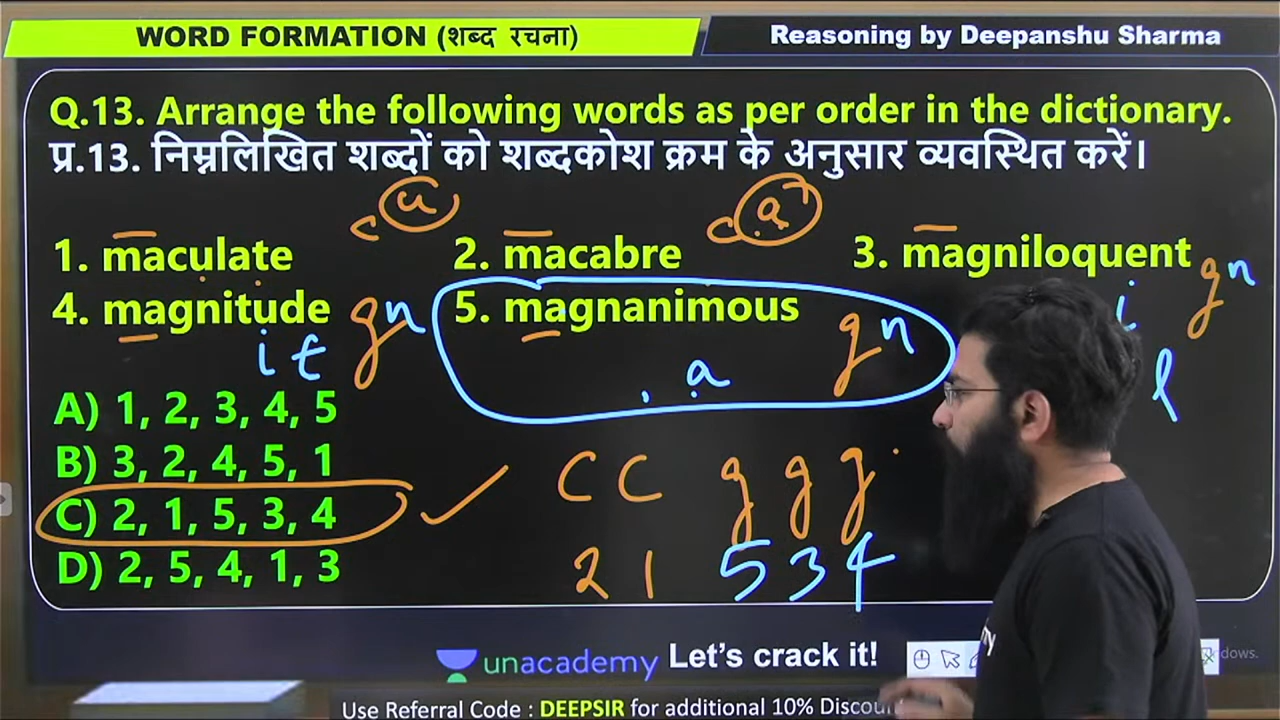 WORD FORMATION (शब्द रचना)
Reasoning by Deepanshu Sharma
Q.13. Arrange the following words as per order in the dictionary.
प्र.13. निम्नलिखित शब्दों को शब्दकोश क्रम के अनुसार व्यवस्थित करें।
c u c a
1. maculate 2. macabre 3. magniloquent
gn
4. magnitude 5. magnanimous
gn gn i
i t a l
A) 1, 2, 3, 4, 5
B) 3, 2, 4, 5, 1
c c g g g
C) 2, 1, 5, 3, 4
D) 2, 5, 4, 1, 3
2 1 5 3 4
unacademy Let's crack it!
Use Referral Code : DEEPSIR for additional 10% Discou